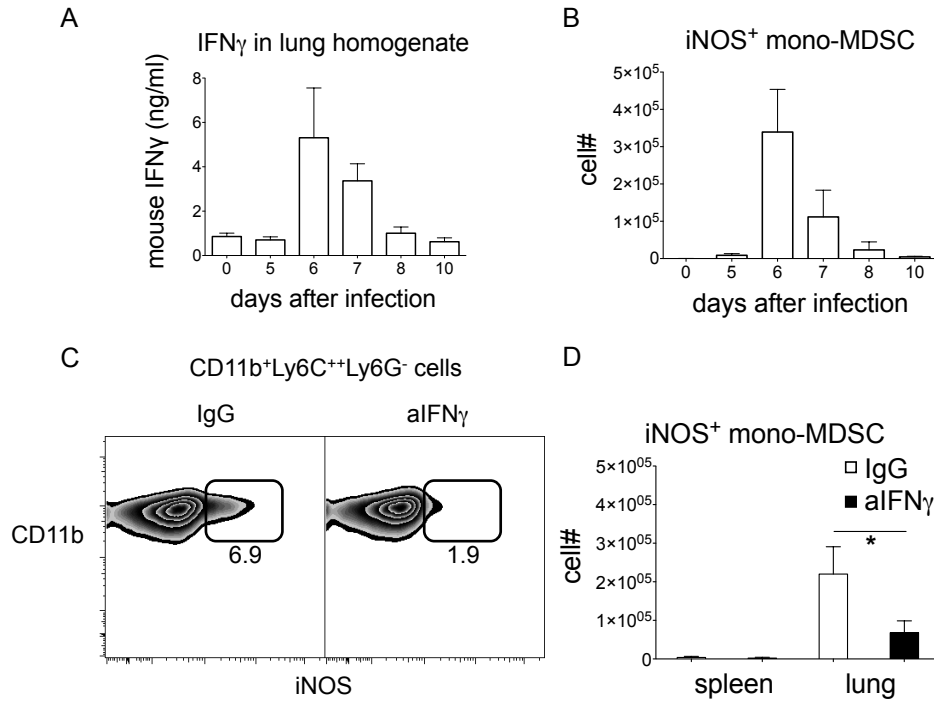 A
IFNγ in lung homogenate
mouse IFNγ (ng/ml)
8
6
4
2
0
0 5 6 7 8 10
days after infection
B
iNOS⁺ mono-MDSC
cell#
5×10⁵
4×10⁵
3×10⁵
2×10⁵
1×10⁵
0
0 5 6 7 8 10
days after infection
C
CD11b⁺Ly6C⁺⁺Ly6G⁻ cells
IgG aIFNγ
CD11b
6.9 1.9
iNOS
D
iNOS⁺ mono-MDSC
IgG
aIFNγ
cell#
5×10⁰⁵
4×10⁰⁵
3×10⁰⁵
2×10⁰⁵
1×10⁰⁵
0
*
spleen lung